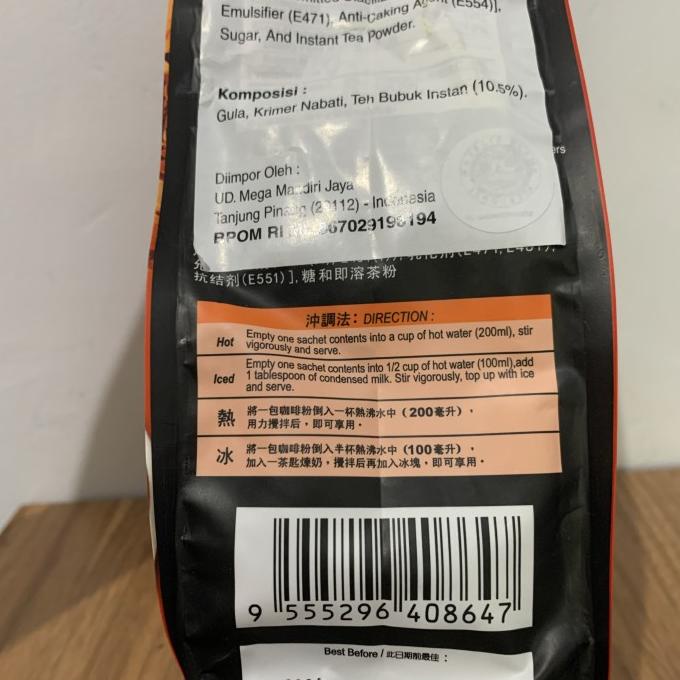 Emulsifier (E471), Anti-Caking Agent (E554)],
Sugar, And Instant Tea Powder.
Komposisi :
Gula, Krimer Nabati, Teh Bubuk Instan (10.5%).
Diimpor Oleh :
UD. Mega Mandiri Jaya
Tanjung Pinang (29112) - Indonesia
BPOM RI 867029198194
抗结剂(E551) ], 糖和即溶茶粉
沖調法： DIRECTION :
Hot Empty one sachet contents into a cup of hot water (200ml), stir
vigorously and serve.
Iced Empty one sachet contents into 1/2 cup of hot water (100ml),add
1 tablespoon of condensed milk. Stir vigorously, top up with ice
and serve.
熱 將一包咖啡粉倒入一杯熱沸水中（200毫升），
用力攪拌后，即可享用。
冰 將一包咖啡粉倒入半杯熱沸水中（100毫升），
加入一茶匙煉奶，攪拌后再加入冰塊，即可享用。
9 555296 408647
Best Before / 此日期前最佳 :